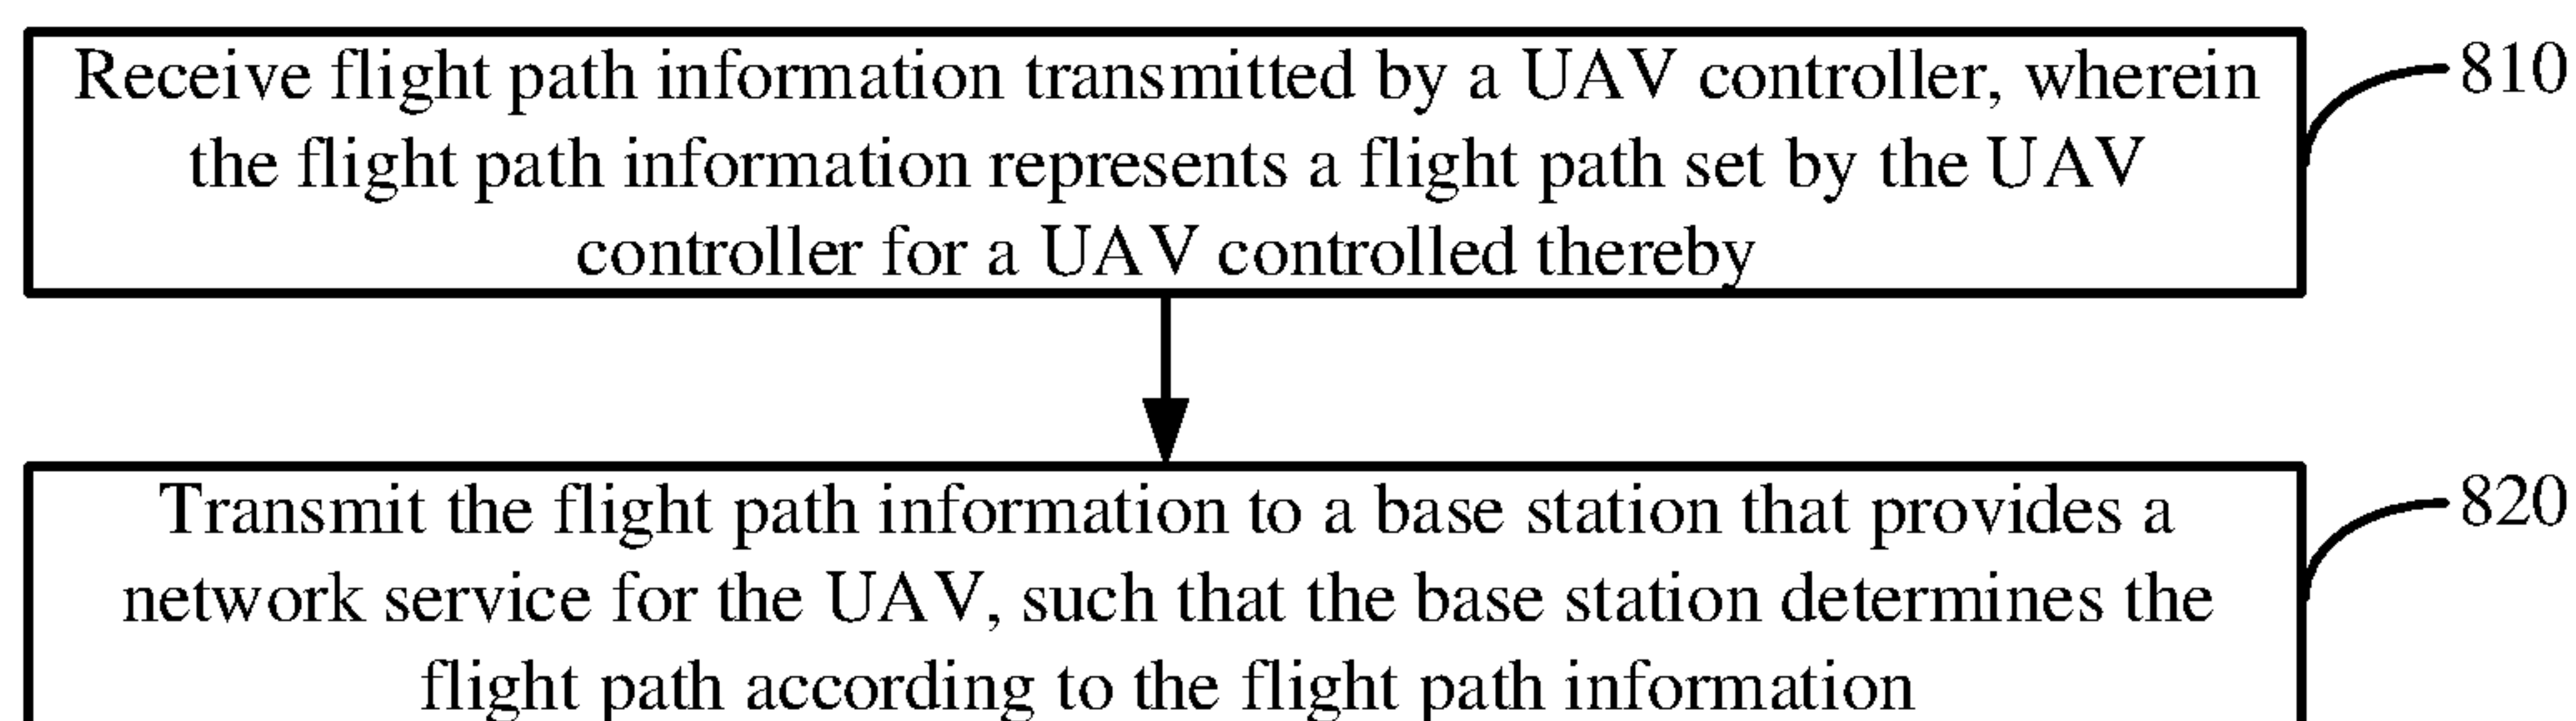 Receive flight path information transmitted by a UAV controller, wherein
the flight path information represents a flight path set by the UAV
controller for a UAV controlled thereby
810
Transmit the flight path information to a base station that provides a
network service for the UAV, such that the base station determines the
flight path according to the flight path information
820